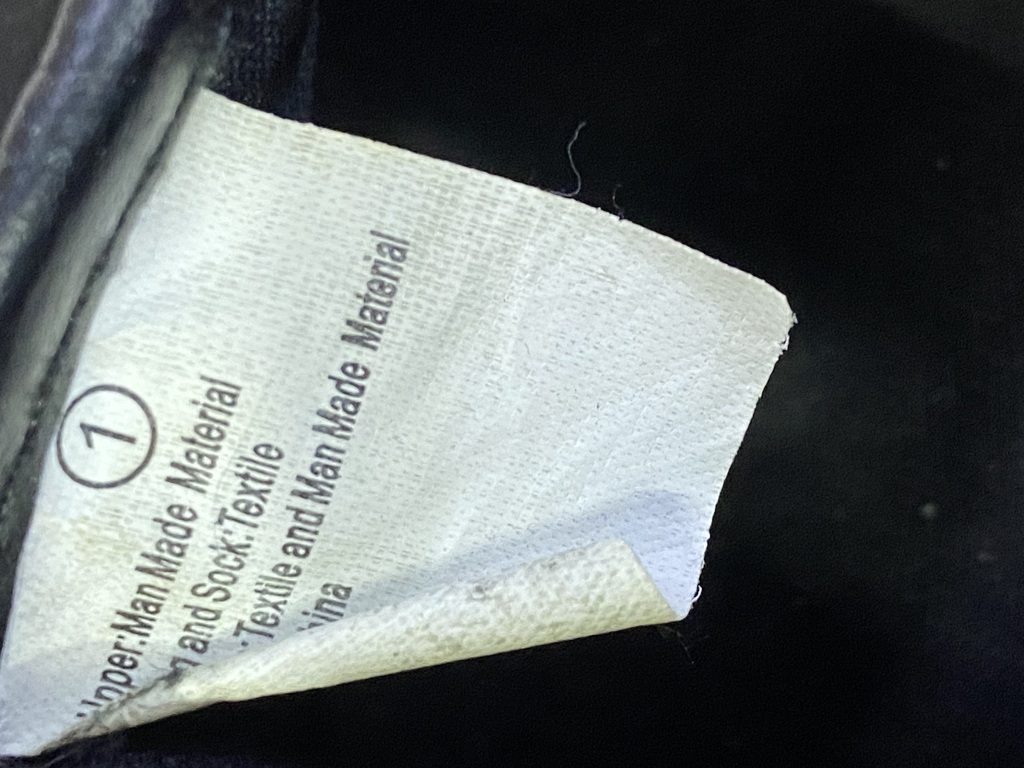 1
Upper:Man Made Material
and Sock:Textile
:Textile and Man Made Material